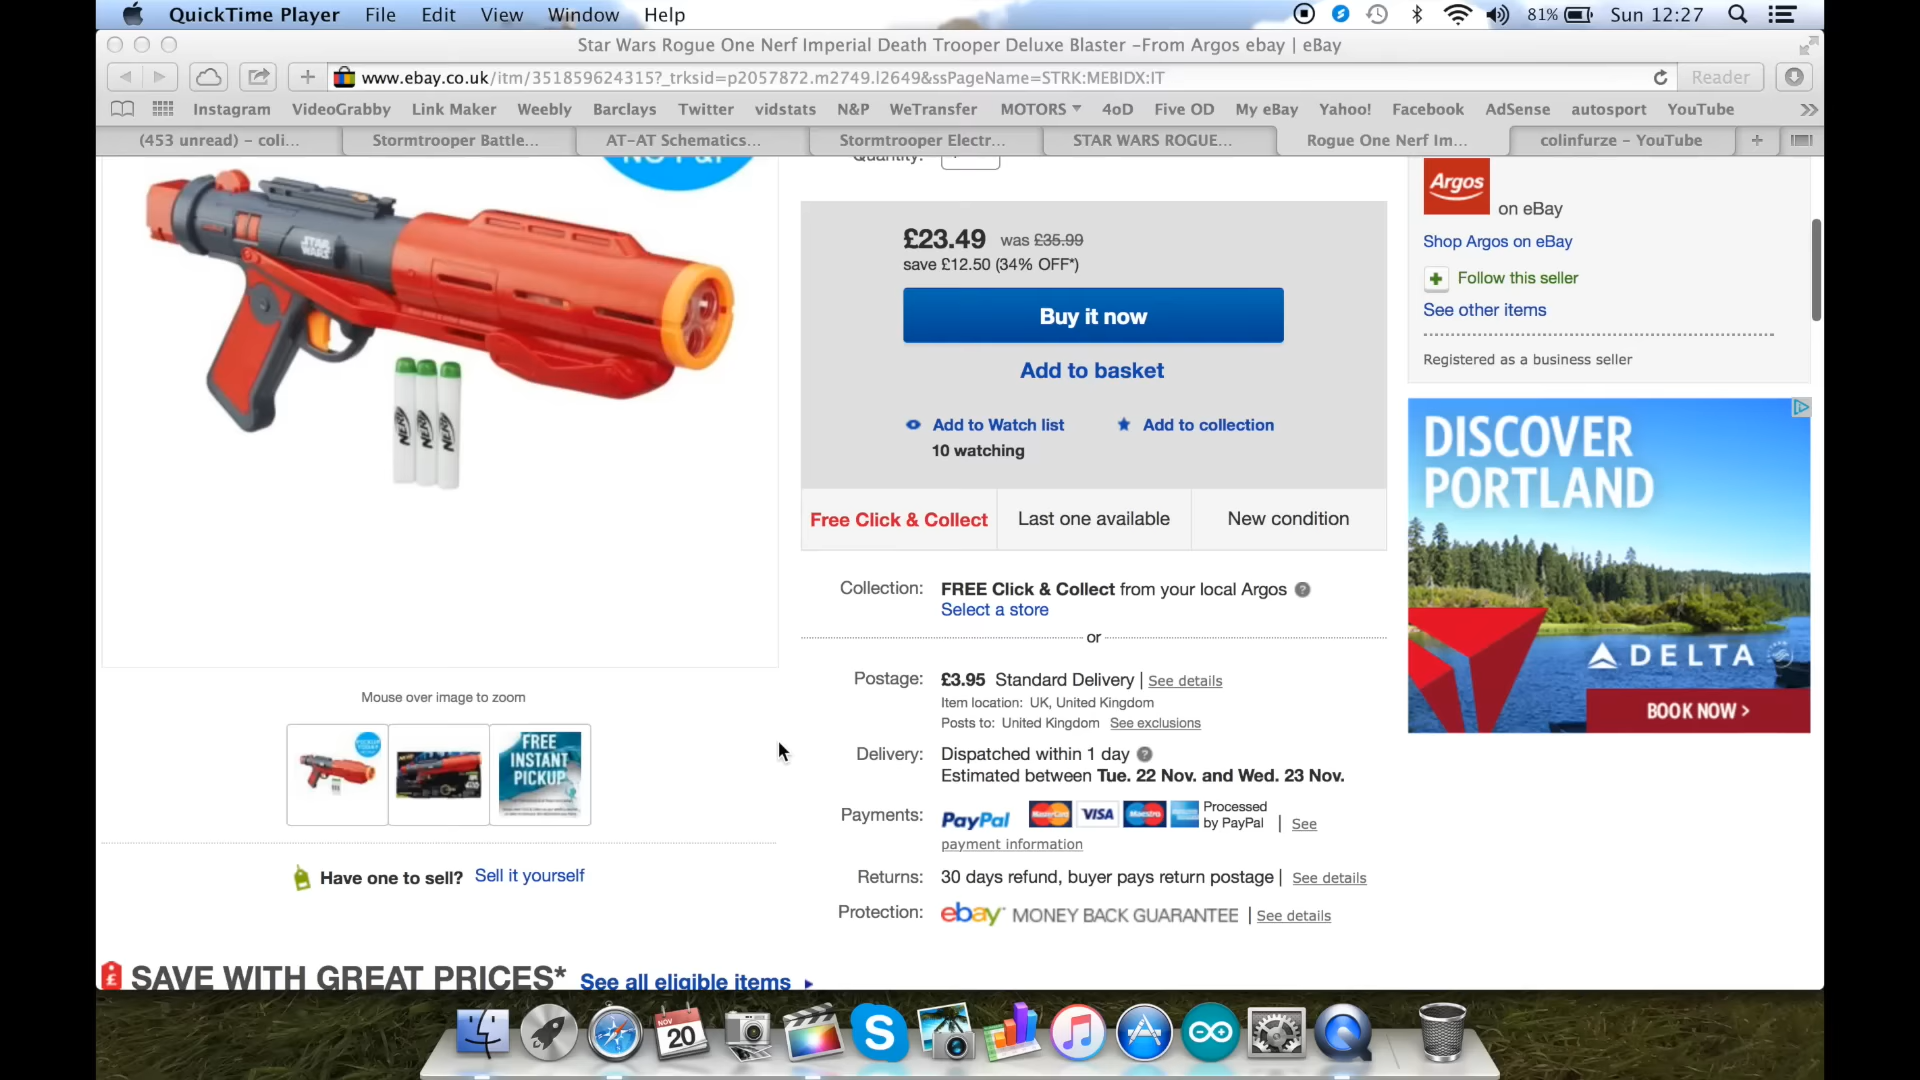 QuickTime Player File Edit View Window Help 81% Sun 12:27
Star Wars Rogue One Nerf Imperial Death Trooper Deluxe Blaster -From Argos ebay | eBay
www.ebay.co.uk/itm/351859624315?_trksid=p2057872.m2749.l2649&ssPageName=STRK:MEBIDX:IT Reader
Instagram VideoGrabby Link Maker Weebly Barclays Twitter vidstats N&P WeTransfer MOTORS 4oD Five OD My eBay Yahoo! Facebook AdSense autosport YouTube
(453 unread) – coli... Stormtrooper Battle... AT-AT Schematics... Stormtrooper Electr... STAR WARS ROGUE... Rogue One Nerf Im... colinfurze – YouTube
Quantity:
STAR WARS
NERF NERF NERF
£23.49 was £35.99
save £12.50 (34% OFF*)
Buy it now
Add to basket
Add to Watch list Add to collection
10 watching
Free Click & Collect Last one available New condition
Collection: FREE Click & Collect from your local Argos
Select a store
or
Postage: £3.95 Standard Delivery | See details
Item location: UK, United Kingdom
Posts to: United Kingdom See exclusions
Delivery: Dispatched within 1 day
Estimated between Tue. 22 Nov. and Wed. 23 Nov.
Payments: PayPal MasterCard VISA Maestro Processed
by PayPal | See
payment information
Returns: 30 days refund, buyer pays return postage | See details
Protection: ebay MONEY BACK GUARANTEE | See details
Argos on eBay
Shop Argos on eBay
Follow this seller
See other items
Registered as a business seller
DISCOVER
PORTLAND
DELTA
BOOK NOW >
Mouse over image to zoom
FREE
INSTANT
PICKUP
Have one to sell? Sell it yourself
SAVE WITH GREAT PRICES* See all eligible items
NOV
20